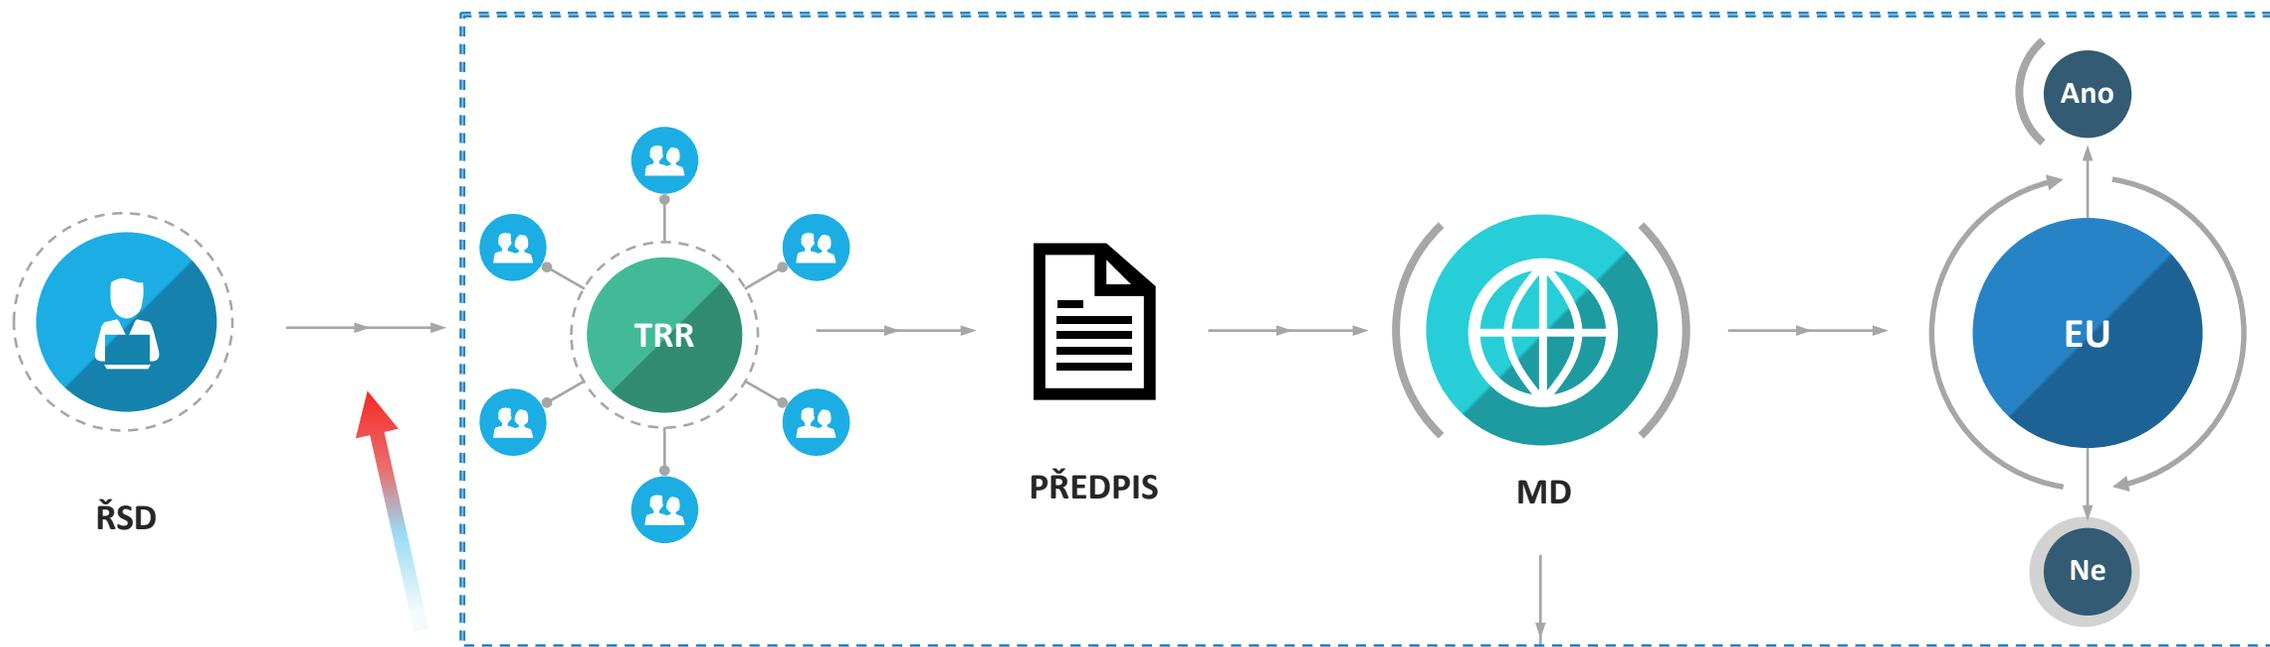 ŘSD
TRR
PŘEDPIS
MD
Ano
EU
Ne